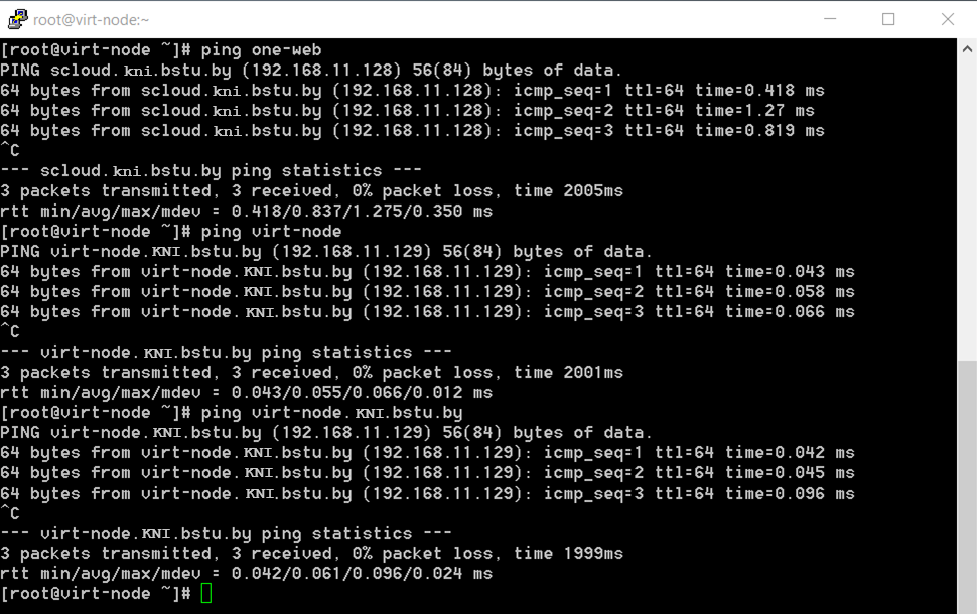 root@virt-node:~
[root@virt-node ~]# ping one-web
PING scloud.kni.bstu.by (192.168.11.128) 56(84) bytes of data.
64 bytes from scloud.kni.bstu.by (192.168.11.128): icmp_seq=1 ttl=64 time=0.418 ms
64 bytes from scloud.kni.bstu.by (192.168.11.128): icmp_seq=2 ttl=64 time=1.27 ms
64 bytes from scloud.kni.bstu.by (192.168.11.128): icmp_seq=3 ttl=64 time=0.819 ms
^C
--- scloud.kni.bstu.by ping statistics ---
3 packets transmitted, 3 received, 0% packet loss, time 2005ms
rtt min/avg/max/mdev = 0.418/0.837/1.275/0.350 ms
[root@virt-node ~]# ping virt-node
PING virt-node.KNI.bstu.by (192.168.11.129) 56(84) bytes of data.
64 bytes from virt-node.KNI.bstu.by (192.168.11.129): icmp_seq=1 ttl=64 time=0.043 ms
64 bytes from virt-node.KNI.bstu.by (192.168.11.129): icmp_seq=2 ttl=64 time=0.058 ms
64 bytes from virt-node.KNI.bstu.by (192.168.11.129): icmp_seq=3 ttl=64 time=0.066 ms
^C
--- virt-node.KNI.bstu.by ping statistics ---
3 packets transmitted, 3 received, 0% packet loss, time 2001ms
rtt min/avg/max/mdev = 0.043/0.055/0.066/0.012 ms
[root@virt-node ~]# ping virt-node.KNI.bstu.by
PING virt-node.KNI.bstu.by (192.168.11.129) 56(84) bytes of data.
64 bytes from virt-node.KNI.bstu.by (192.168.11.129): icmp_seq=1 ttl=64 time=0.042 ms
64 bytes from virt-node.KNI.bstu.by (192.168.11.129): icmp_seq=2 ttl=64 time=0.045 ms
64 bytes from virt-node.KNI.bstu.by (192.168.11.129): icmp_seq=3 ttl=64 time=0.096 ms
^C
--- virt-node.KNI.bstu.by ping statistics ---
3 packets transmitted, 3 received, 0% packet loss, time 1999ms
rtt min/avg/max/mdev = 0.042/0.061/0.096/0.024 ms
[root@virt-node ~]#